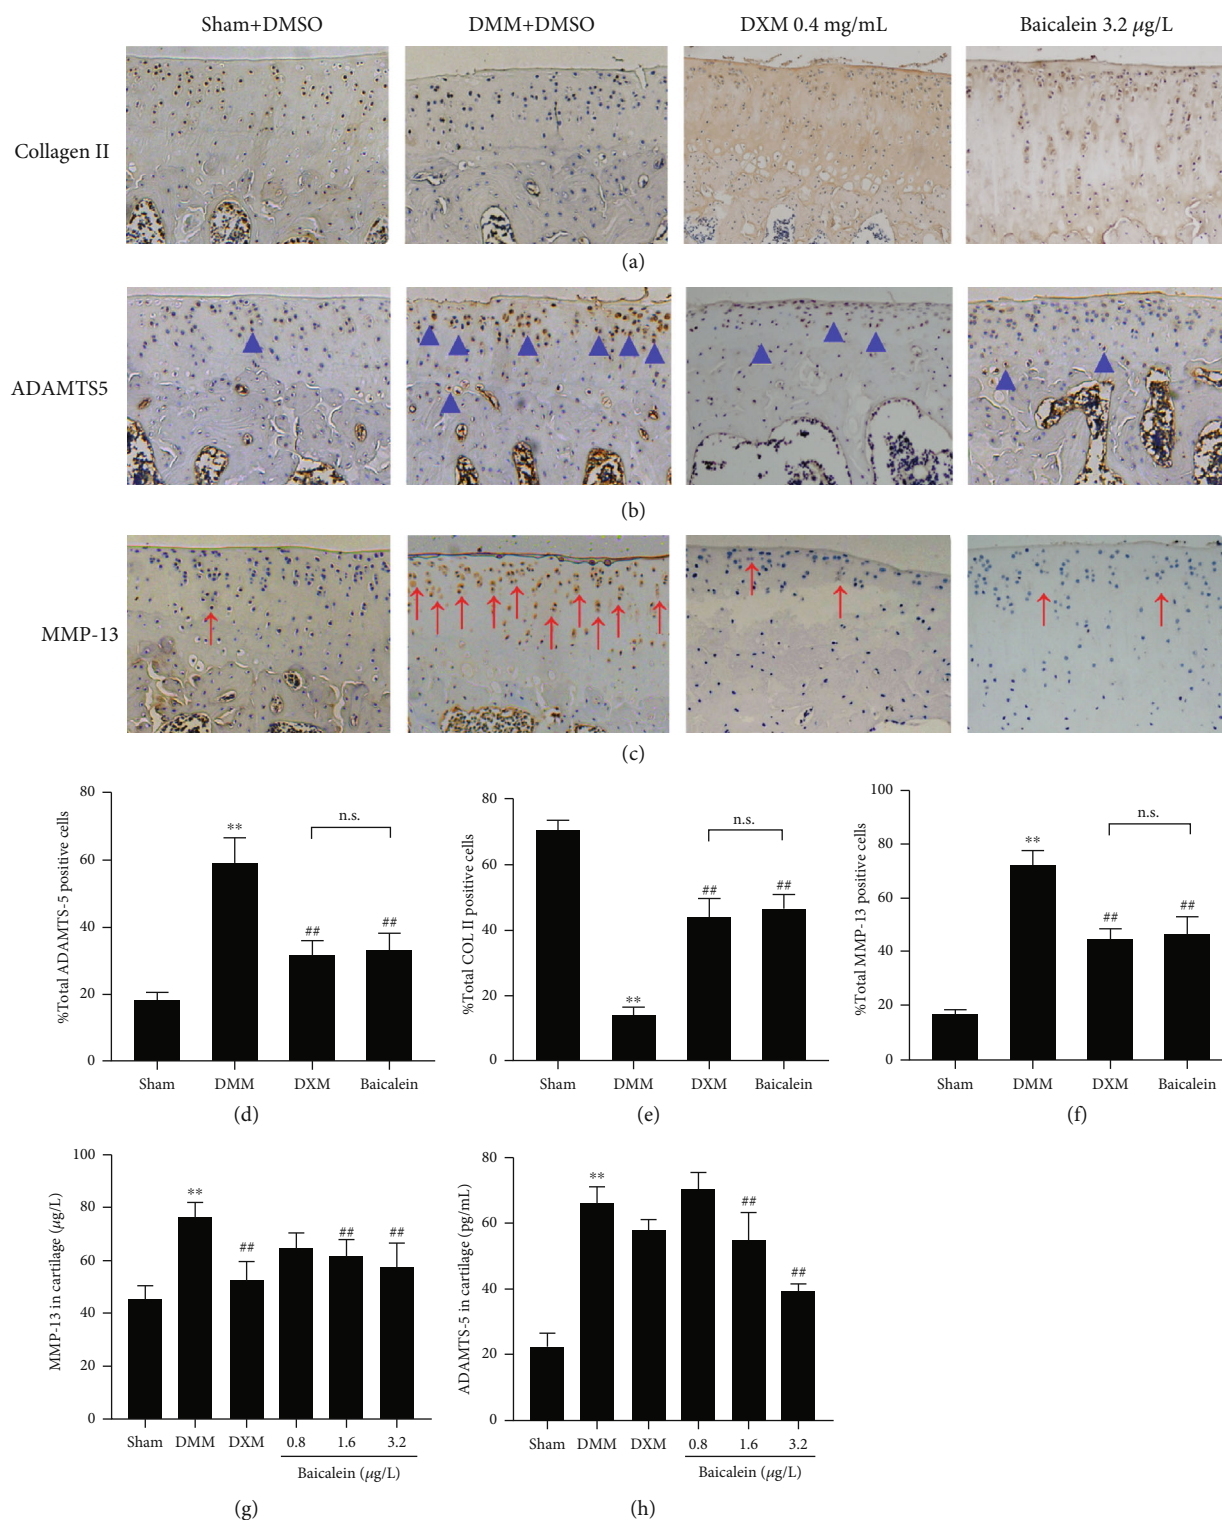 Sham+DMSO
DMM+DMSO
DXM 0.4 mg/mL
Baicalein 3.2 μg/L
Collagen II
(a)
ADAMTS5
(b)
MMP-13
(c)
%Total ADAMTS-5 positive cells
80
60
40
20
0
**
##
##
n.s.
Sham
DMM
DXM
Baicalein
(d)
%Total COL II positive cells
80
60
40
20
0
**
##
##
n.s.
Sham
DMM
DXM
Baicalein
(e)
%Total MMP-13 positive cells
100
80
60
40
20
0
**
##
##
n.s.
Sham
DMM
DXM
Baicalein
(f)
MMP-13 in cartilage (μg/L)
100
80
60
40
20
0
**
##
##
##
Sham
DMM
DXM
0.8
1.6
3.2
Baicalein (μg/L)
(g)
ADAMTS-5 in cartilage (pg/mL)
80
60
40
20
0
**
##
##
Sham
DMM
DXM
0.8
1.6
3.2
Baicalein (μg/L)
(h)